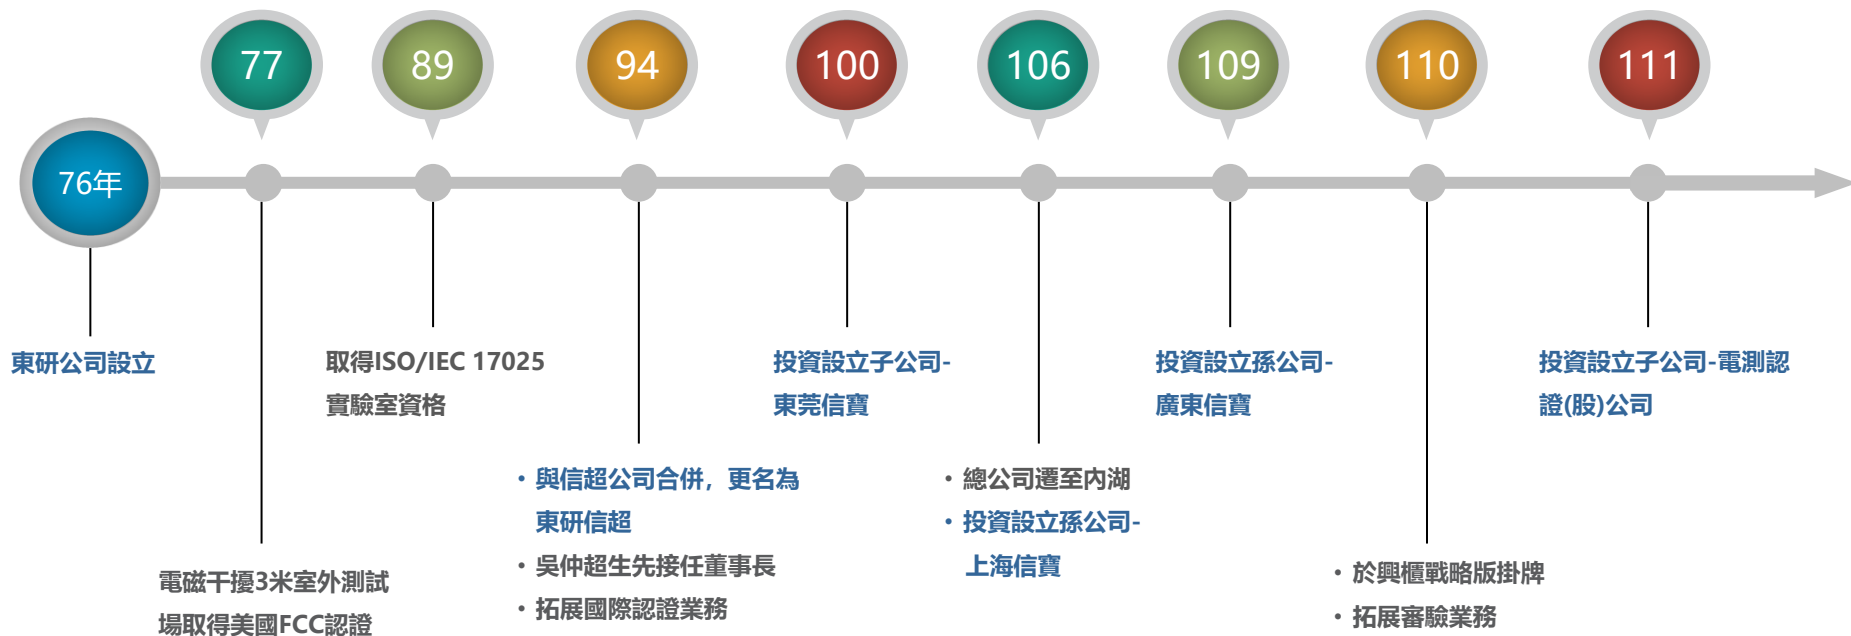 77
89
94
100
106
109
110
111
76年
東研公司設立
電磁干擾3米室外測試
場取得美國FCC認證
取得ISO/IEC 17025
實驗室資格
•與信超公司合併，更名為
東研信超
•吳仲超生先接任董事長
•拓展國際認證業務
投資設立子公司-
東莞信寶
•總公司遷至內湖
•投資設立孫公司-
上海信寶
投資設立孫公司-
廣東信寶
•於興櫃戰略版掛牌
•拓展審驗業務
投資設立子公司-電測認
證(股)公司